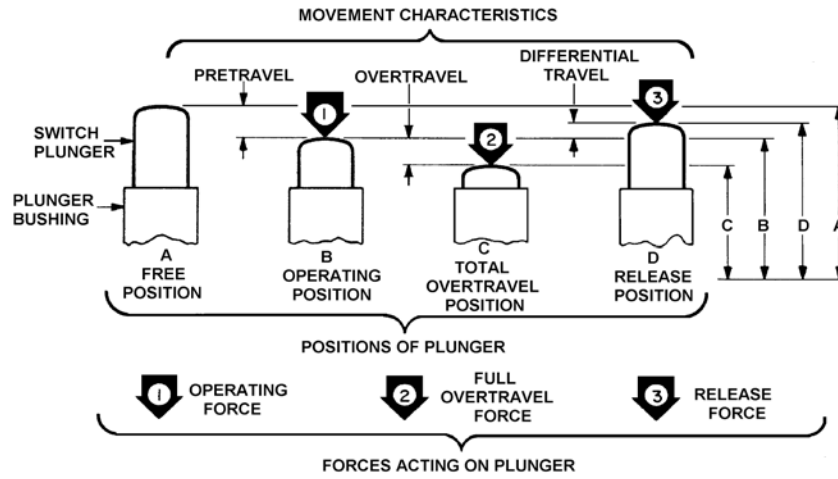 MOVEMENT CHARACTERISTICS
PRETRAVEL
OVERTRAVEL
DIFFERENTIAL
TRAVEL
1
2
3
SWITCH
PLUNGER
PLUNGER
BUSHING
A
FREE
POSITION
B
OPERATING
POSITION
C
TOTAL
OVERTRAVEL
POSITION
D
RELEASE
POSITION
C
B
D
A
POSITIONS OF PLUNGER
1
OPERATING
FORCE
2
FULL
OVERTRAVEL
FORCE
3
RELEASE
FORCE
FORCES ACTING ON PLUNGER